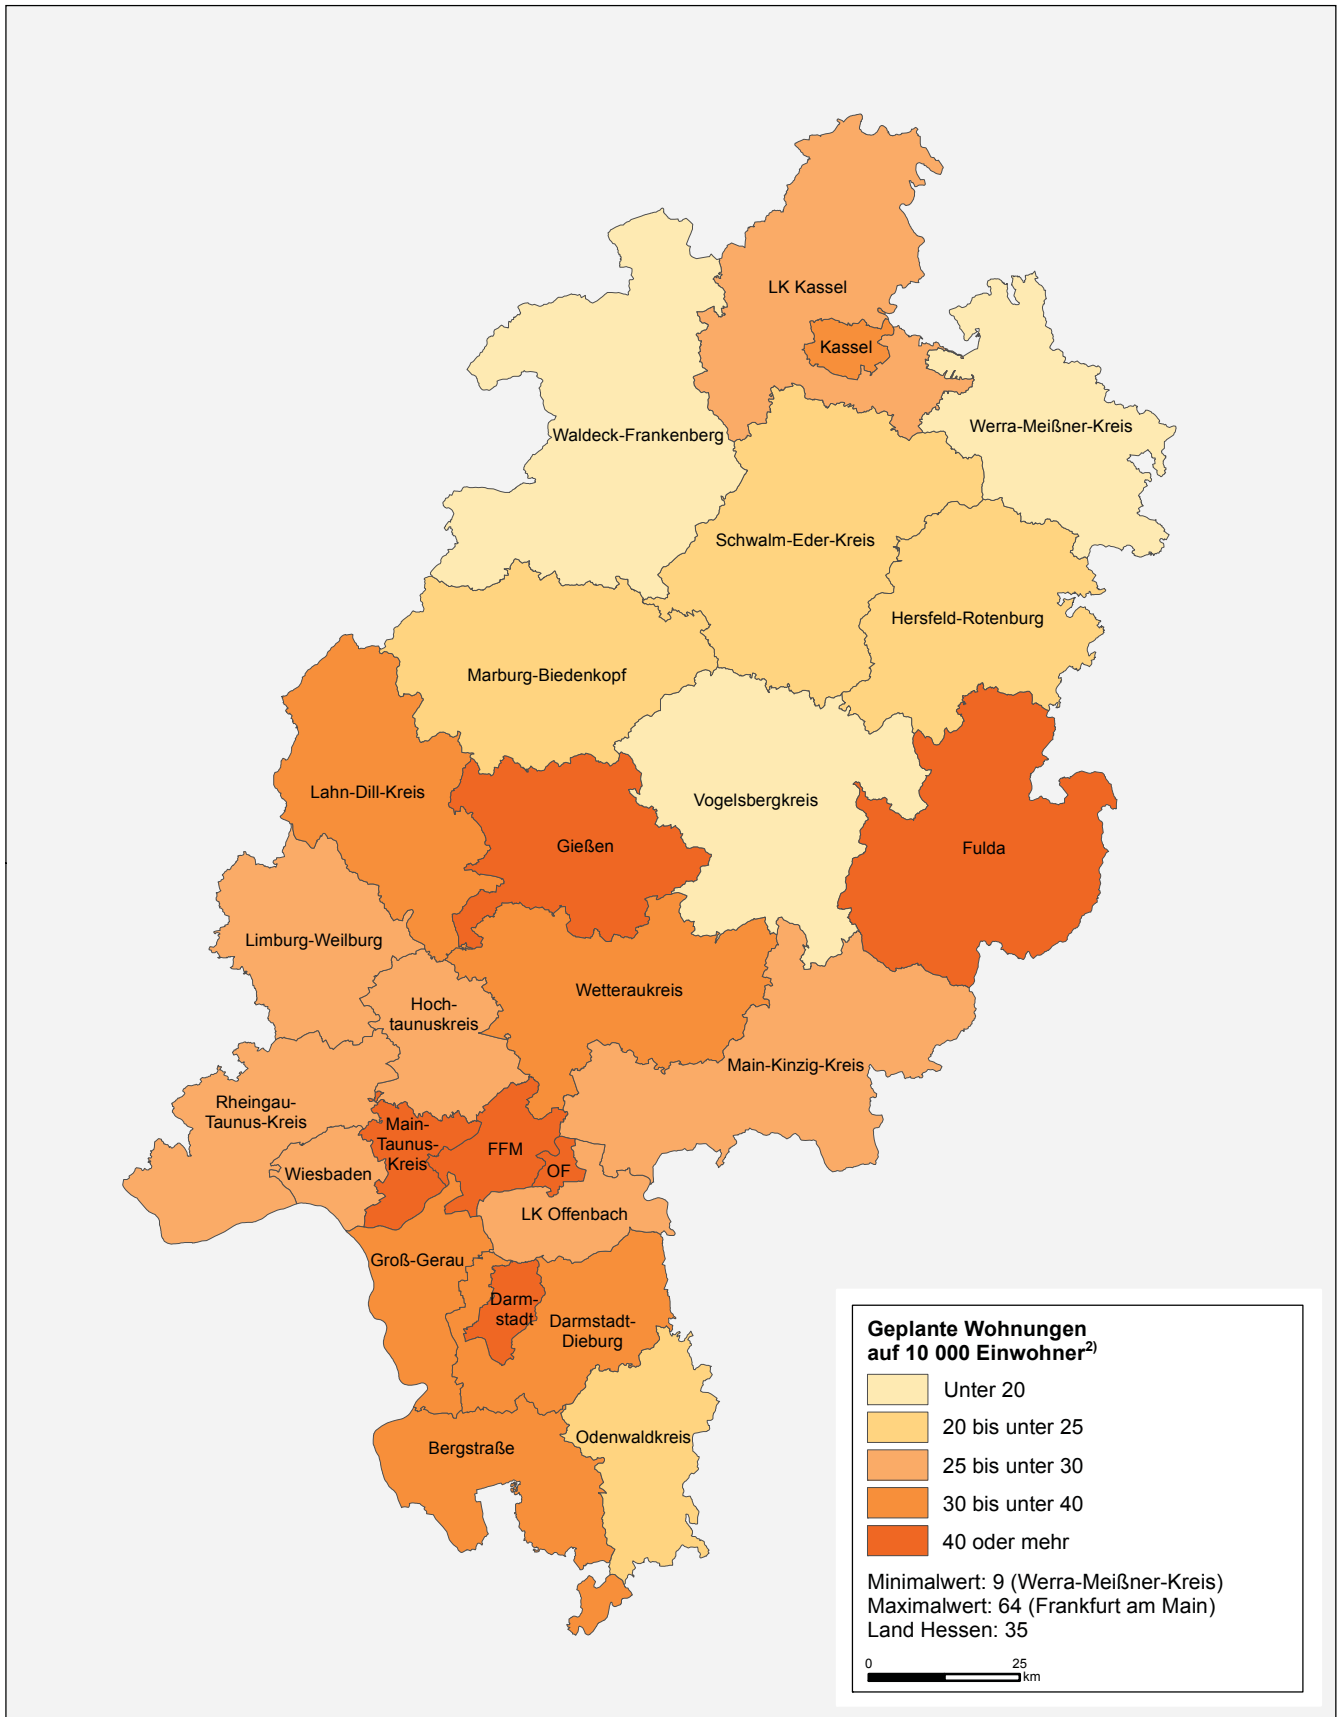 LK Kassel
Kassel
Waldeck-Frankenberg
Werra-Meißner-Kreis
Schwalm-Eder-Kreis
Hersfeld-Rotenburg
Marburg-Biedenkopf
Lahn-Dill-Kreis
Vogelsbergkreis
Gießen
Fulda
Limburg-Weilburg
Wetteraukreis
Hoch-
taunuskreis
Main-Kinzig-Kreis
Rheingau-
Taunus-Kreis
Main-
Taunus-
Kreis
FFM
OF
Wiesbaden
LK Offenbach
Groß-Gerau
Darm-
stadt
Darmstadt-
Dieburg
Odenwaldkreis
Bergstraße
Geplante Wohnungen
auf 10 000 Einwohner2)
Unter 20
20 bis unter 25
25 bis unter 30
30 bis unter 40
40 oder mehr
Minimalwert: 9 (Werra-Meißner-Kreis)
Maximalwert: 64 (Frankfurt am Main)
Land Hessen: 35
0 25
km